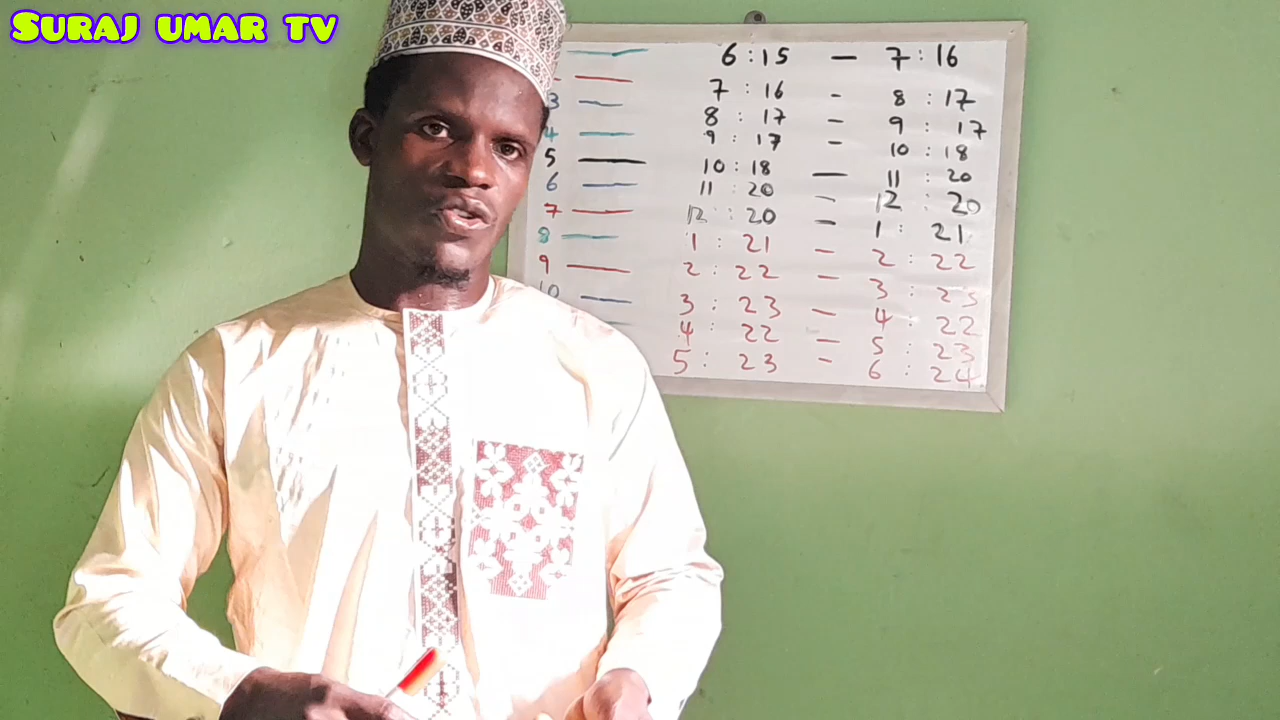 SURAJ UMAR TV
6:15 — 7:16
7:16 - 8:17
3 — 8:17 - 9:17
4 — 9:17 - 10:18
5 — 10:18 — 11:20
6 — 11:20 - 12:20
7 — 12:20 - 1:21
8 — 1:21 - 2:22
9 — 2:22 - 3:23
10 — 3:23 - 4:22
4:22 - 5:23
5:23 - 6:24